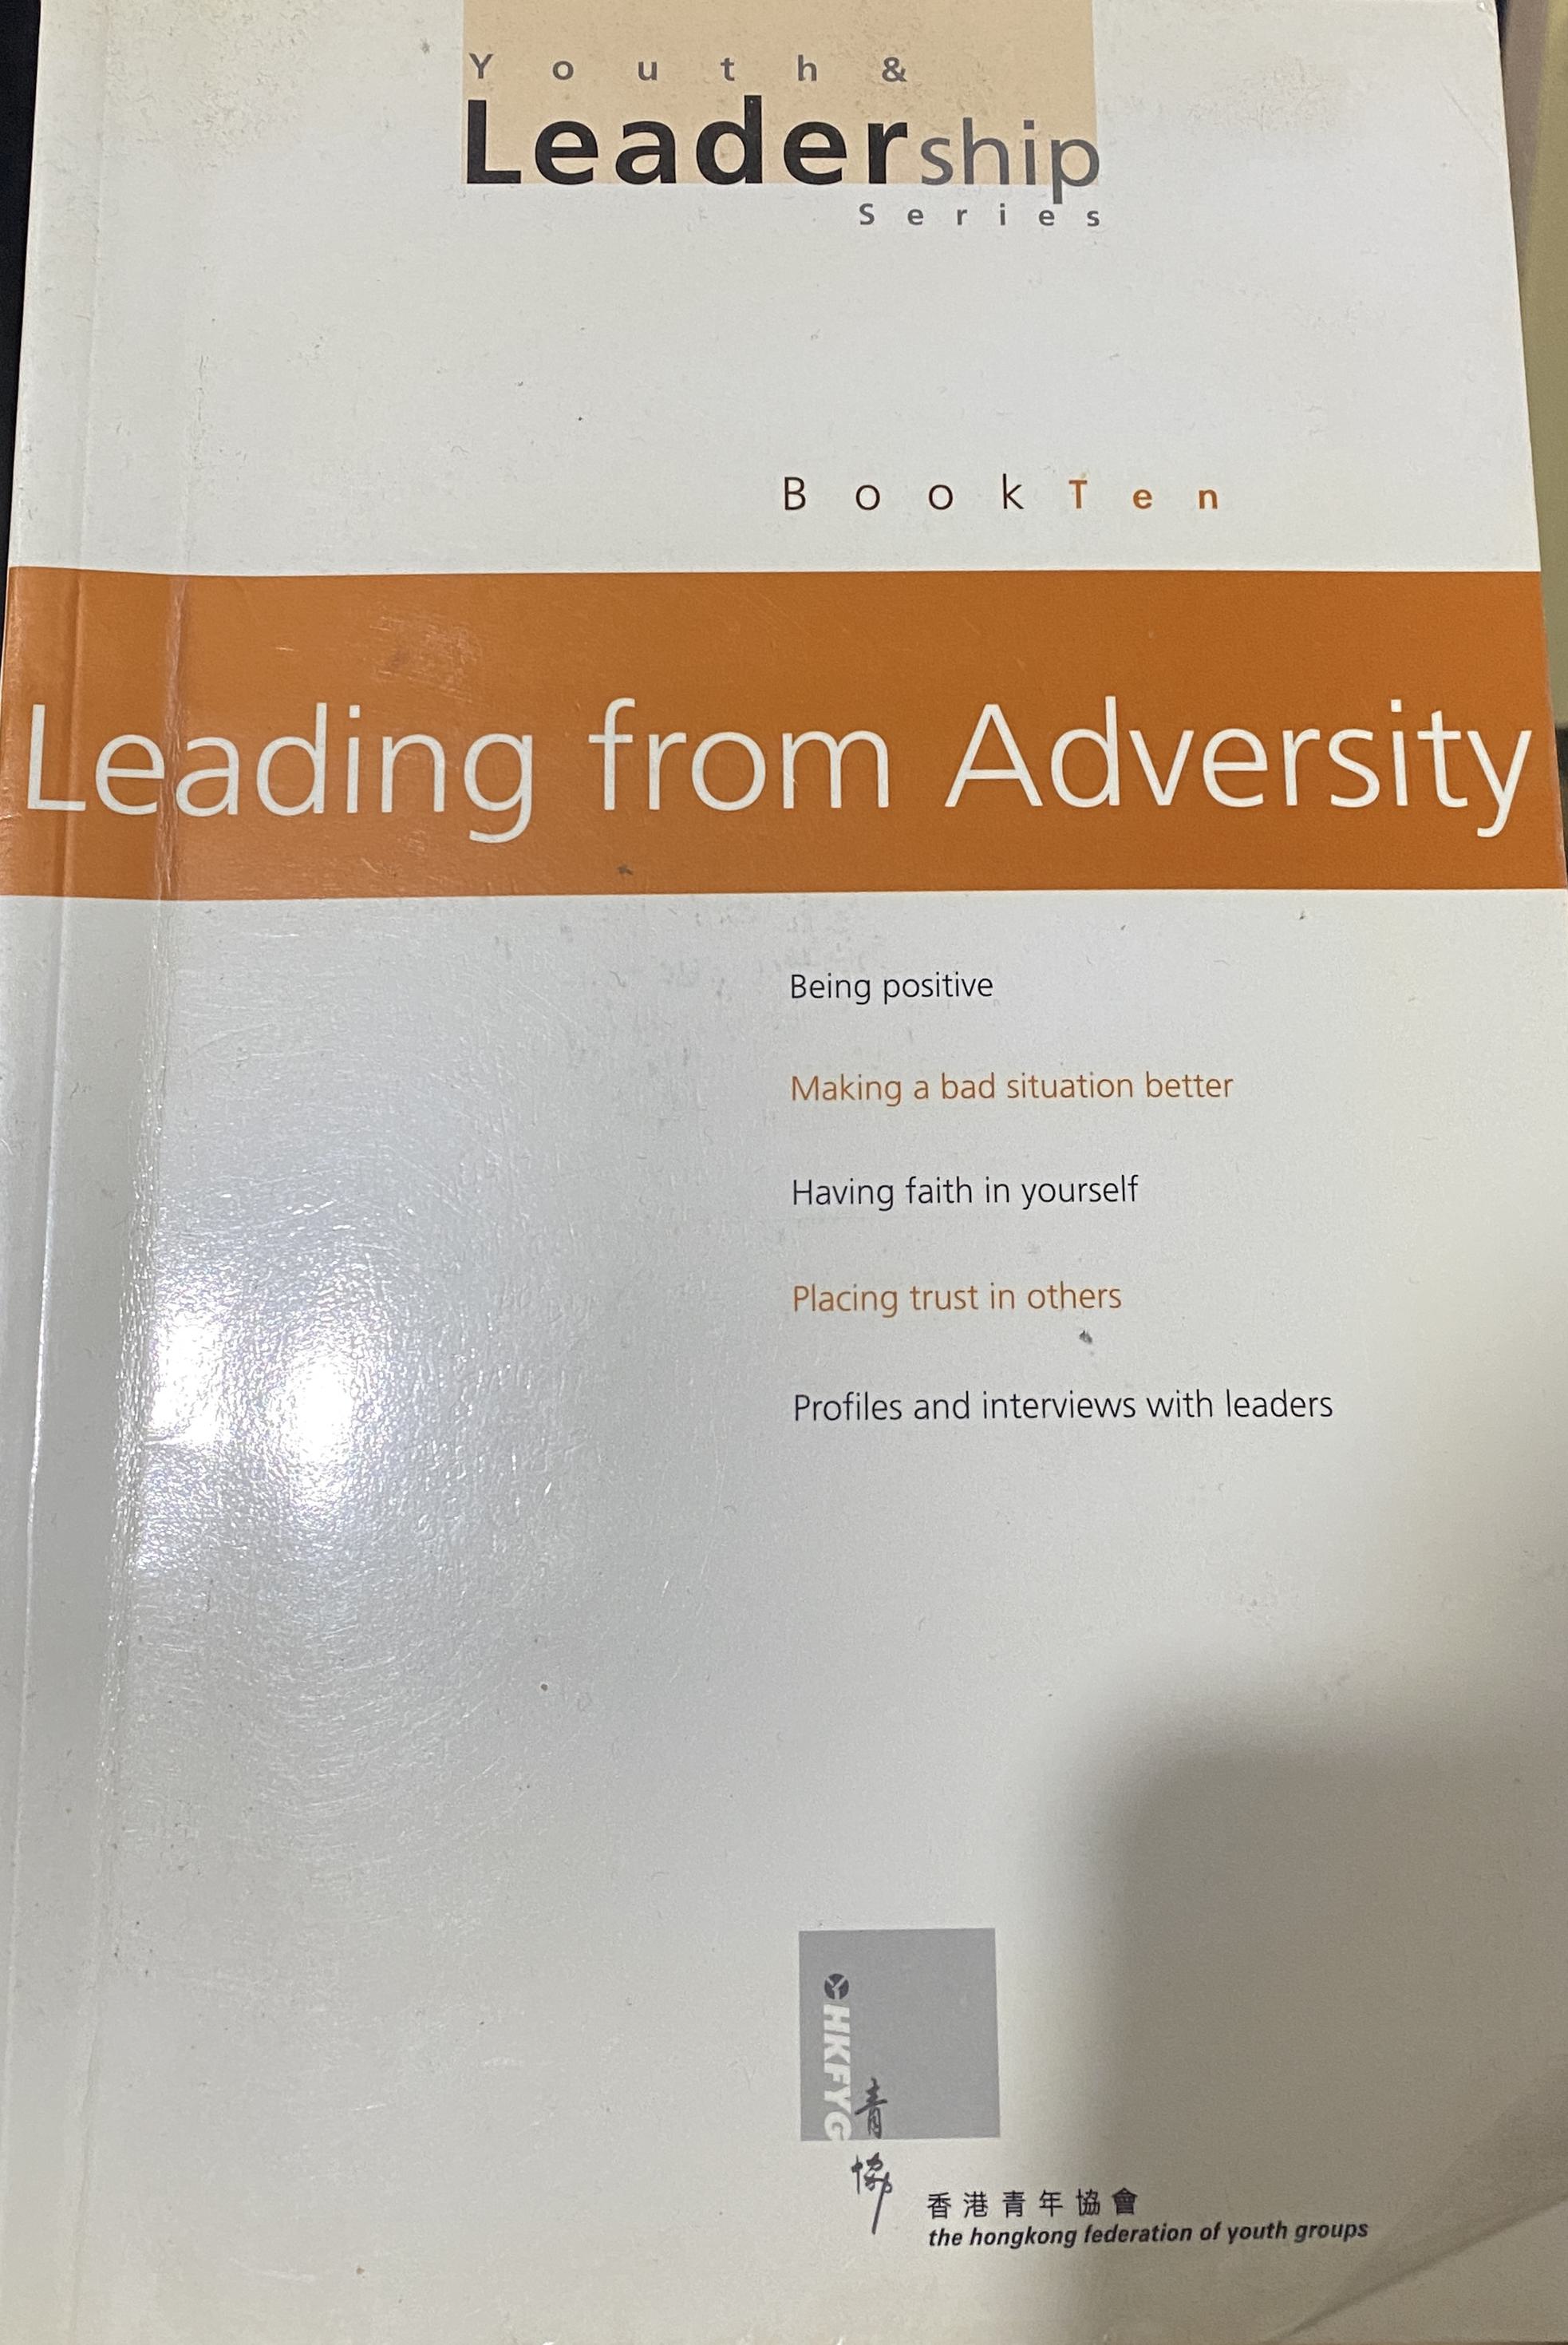 Youth &
Leadership
Series
Book Ten
Leading from Adversity
Being positive
Making a bad situation better
Having faith in yourself
Placing trust in others
Profiles and interviews with leaders
HKFYG
青協
香港青年協會
the hongkong federation of youth groups